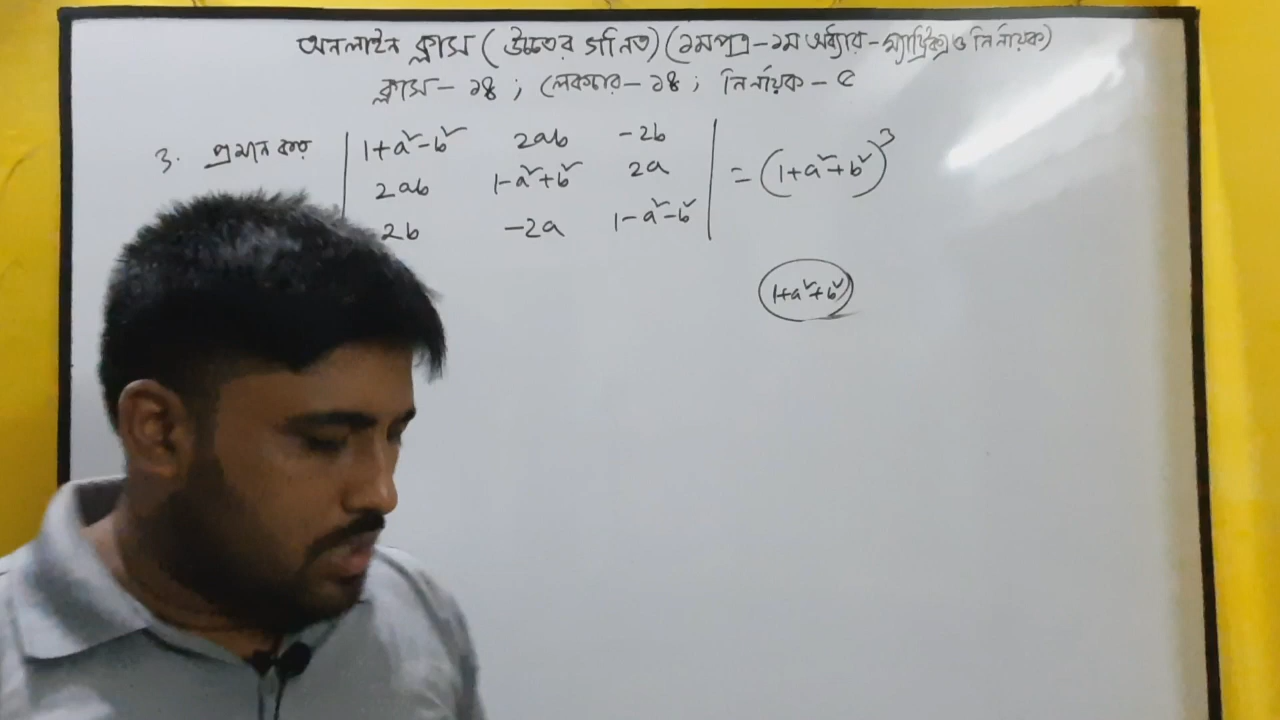 অনলাইন ক্লাস (উচ্চতর গনিত) (১মপত্র-১ম অধ্যায়-ম্যাট্রিক্স ও নির্নায়ক)
ক্লাস-১৪ ; লেকচার-১৪ ; নির্নায়ক-৫
3. প্রমান কর | 1+a²-b² 2ab -2b |
2ab 1-a²+b² 2a = (1+a²+b²)³
2b -2a 1-a²-b²
1+a²+b²